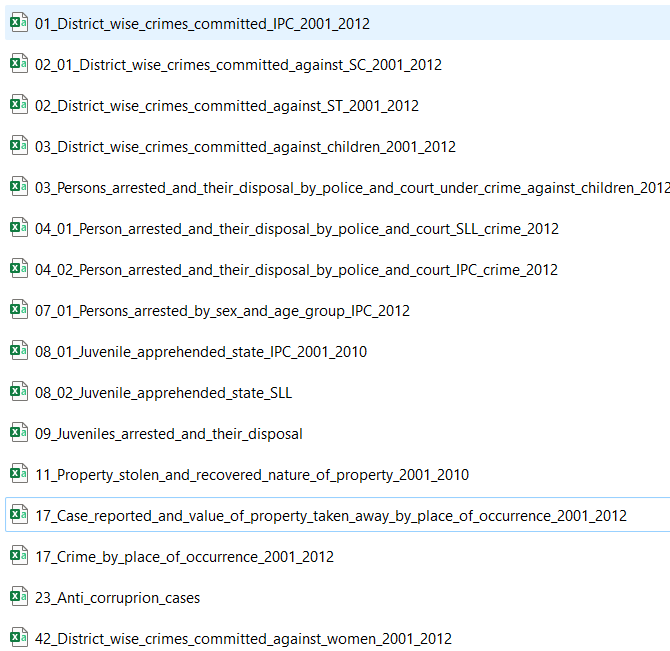 01_District_wise_crimes_committed_IPC_2001_2012
02_01_District_wise_crimes_committed_against_SC_2001_2012
02_District_wise_crimes_committed_against_ST_2001_2012
03_District_wise_crimes_committed_against_children_2001_2012
03_Persons_arrested_and_their_disposal_by_police_and_court_under_crime_against_children_2012
04_01_Person_arrested_and_their_disposal_by_police_and_court_SLL_crime_2012
04_02_Person_arrested_and_their_disposal_by_police_and_court_IPC_crime_2012
07_01_Persons_arrested_by_sex_and_age_group_IPC_2012
08_01_Juvenile_apprehended_state_IPC_2001_2010
08_02_Juvenile_apprehended_state_SLL
09_Juveniles_arrested_and_their_disposal
11_Property_stolen_and_recovered_nature_of_property_2001_2010
17_Case_reported_and_value_of_property_taken_away_by_place_of_occurrence_2001_2012
17_Crime_by_place_of_occurrence_2001_2012
23_Anti_corruprion_cases
42_District_wise_crimes_committed_against_women_2001_2012